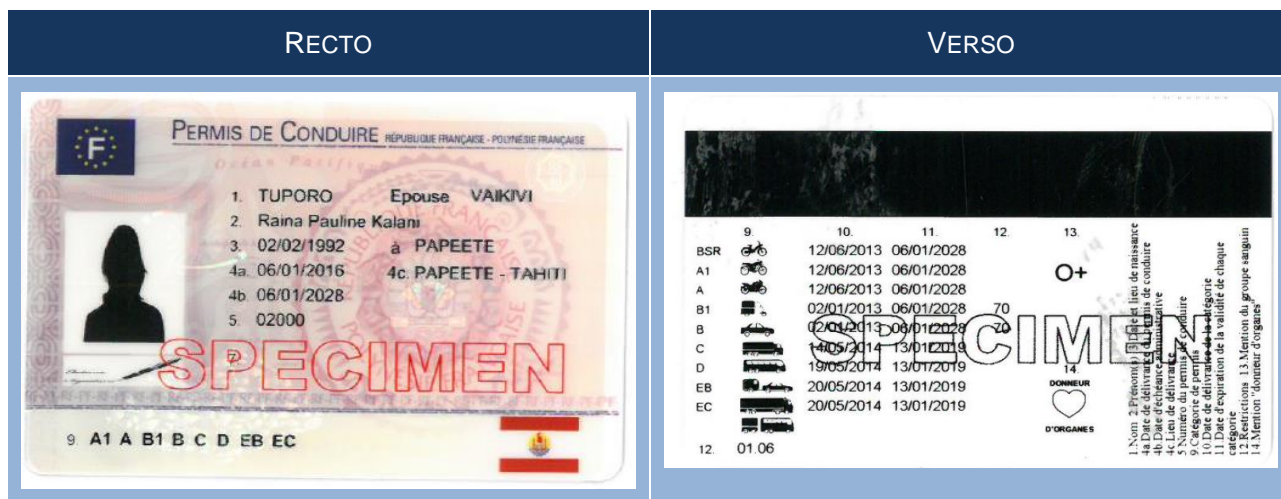 RECTO
VERSO
F
PERMIS DE CONDUIRE RÉPUBLIQUE FRANÇAISE - POLYNÉSIE FRANÇAISE
Océan Pacifique
1. TUPORO Epouse VAIKIVI
2. Raina Pauline Kalani
3. 02/02/1992 à PAPEETE
4a. 06/01/2016 4c. PAPEETE - TAHITI
4b. 06/01/2028
5. 02000
7.
SPECIMEN
9 A1 A B1 B C D EB EC
9. 10. 11. 12. 13.
BSR 12/06/2013 06/01/2028
A1 12/06/2013 06/01/2028
O+
A 12/06/2013 06/01/2028
B1 02/01/2013 06/01/2028 70
B 02/01/2013 06/01/2028 70
C 14/05/2014 13/01/2019
D 19/05/2014 13/01/2019
EB 20/05/2014 13/01/2019
EC 20/05/2014 13/01/2019
SPECIMEN
14.
DONNEUR
D'ORGANES
12. 01.06
1.Nom 2.Prénom(s) 3.Date et lieu de naissance
4a.Date de délivrance du permis de conduire
4b.Date d'échéance administrative
4c.Lieu de délivrance
5.Numéro du permis de conduire
9.Catégorie de permis
10.Date de délivrance de la catégorie
11.Date d'expiration de la validité de chaque
catégorie
12.Restrictions 13.Mention du groupe sanguin
14.Mention "donneur d'organes"